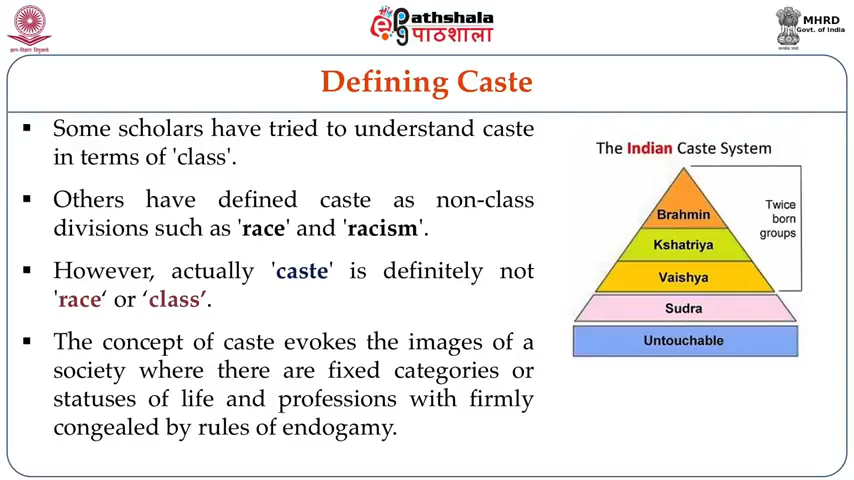 ePathshala
पाठशाला
MHRD
Govt. of India
Defining Caste
▪ Some scholars have tried to understand caste
in terms of 'class'.
▪ Others have defined caste as non-class
divisions such as 'race' and 'racism'.
▪ However, actually 'caste' is definitely not
'race‘ or ‘class’.
▪ The concept of caste evokes the images of a
society where there are fixed categories or
statuses of life and professions with firmly
congealed by rules of endogamy.
The Indian Caste System
Brahmin
Kshatriya
Vaishya
Sudra
Untouchable
Twice
born
groups